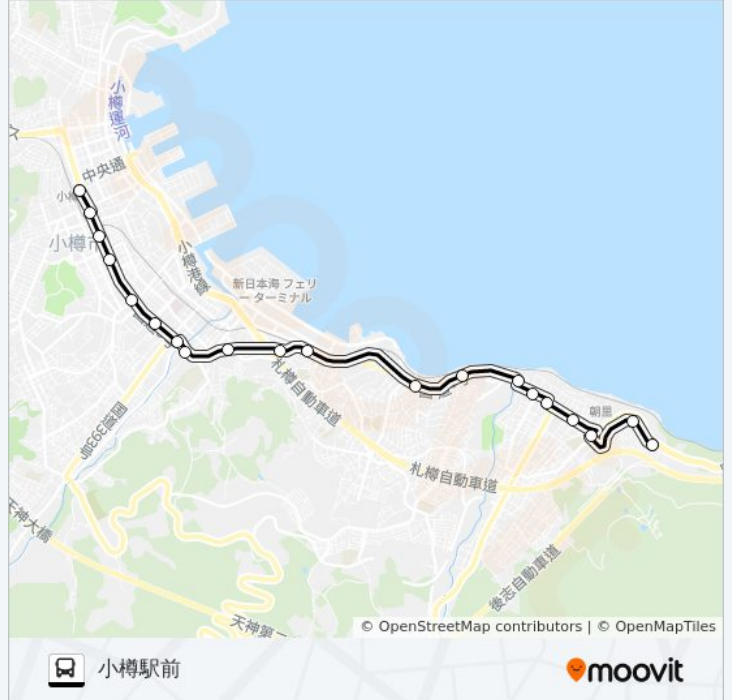 小樽運河
中央通
小樽市
小樽港線
新日本海 フェリ
ー ターミナル
札樽自動車道
朝里
国道393号
札樽自動車道
天神大橋
後志自動車道
天神第二
© OpenStreetMap contributors | © OpenMapTiles
小樽駅前
moovit